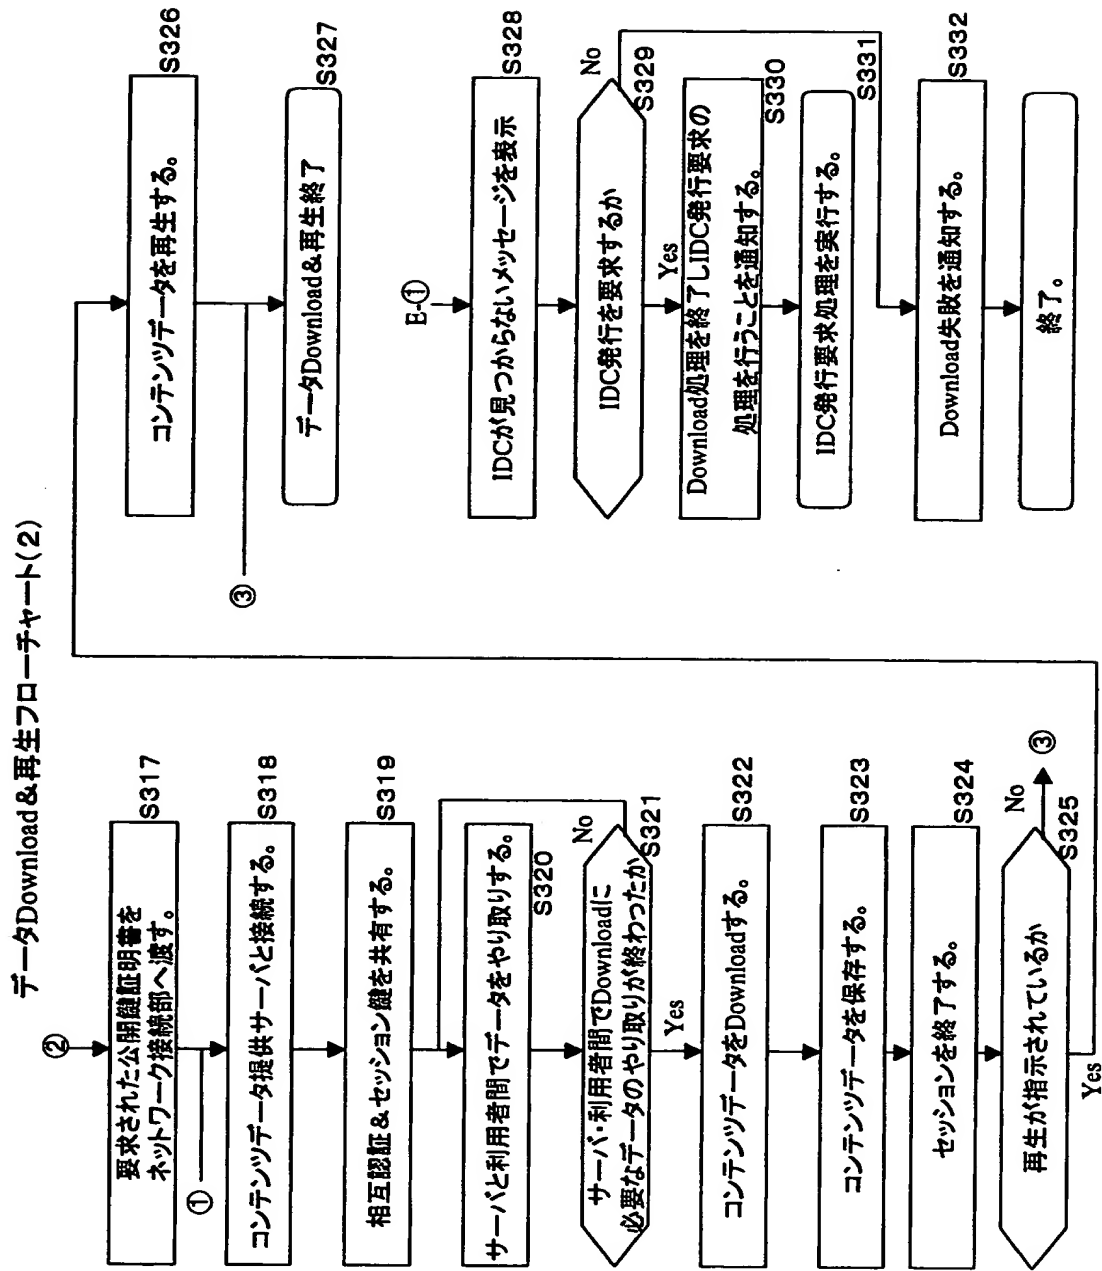 データDownload&再生フローチャート(2)
②
要求された公開鍵証明書を
ネットワーク接続部へ渡す。
S317
①
コンテンツデータ提供サーバと接続する。
S318
相互認証&セッション鍵を共有する。
S319
サーバと利用者間でデータをやり取りする。
S320
サーバ・利用者間でDownloadに
必要なデータのやり取りが終わったか
No
S321
Yes
コンテンツデータをDownloadする。
S322
コンテンツデータを保存する。
S323
セッションを終了する。
S324
再生が指示されているか
No
③
S325
Yes
コンテンツデータを再生する。
S326
③
データDownload&再生終了
S327
E-①
IDCが見つからないメッセージを表示
S328
IDC発行を要求するか
No
S329
Yes
Download処理を終了しIDC発行要求の
処理を行うことを通知する。
S330
IDC発行要求処理を実行する。
S331
Download失敗を通知する。
S332
終了。